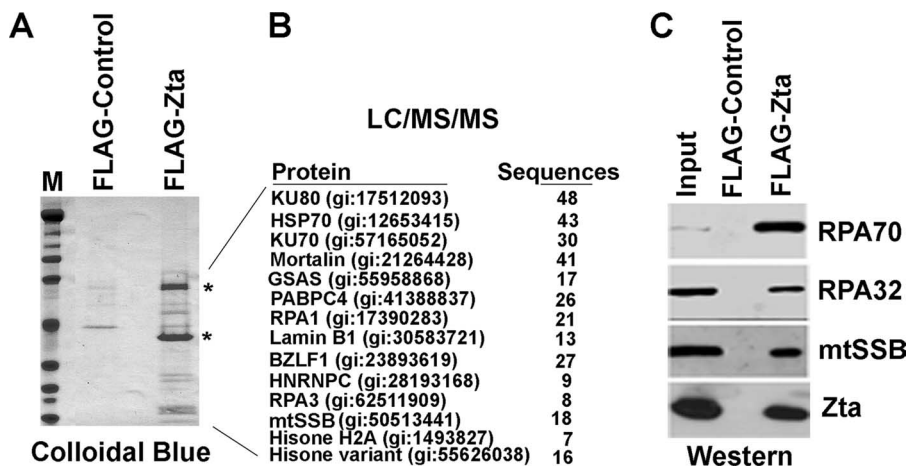 A
B
C
FLAG-Control
FLAG-Zta
M
*
*
Colloidal Blue
LC/MS/MS
Protein Sequences
KU80 (gi:17512093) 48
HSP70 (gi:12653415) 43
KU70 (gi:57165052) 30
Mortalin (gi:21264428) 41
GSAS (gi:55958868) 17
PABPC4 (gi:41388837) 26
RPA1 (gi:17390283) 21
Lamin B1 (gi:30583721) 13
BZLF1 (gi:23893619) 27
HNRNPC (gi:28193168) 9
RPA3 (gi:62511909) 8
mtSSB (gi:50513441) 18
Hisone H2A (gi:1493827) 7
Hisone variant (gi:55626038) 16
Input
FLAG-Control
FLAG-Zta
RPA70
RPA32
mtSSB
Zta
Western